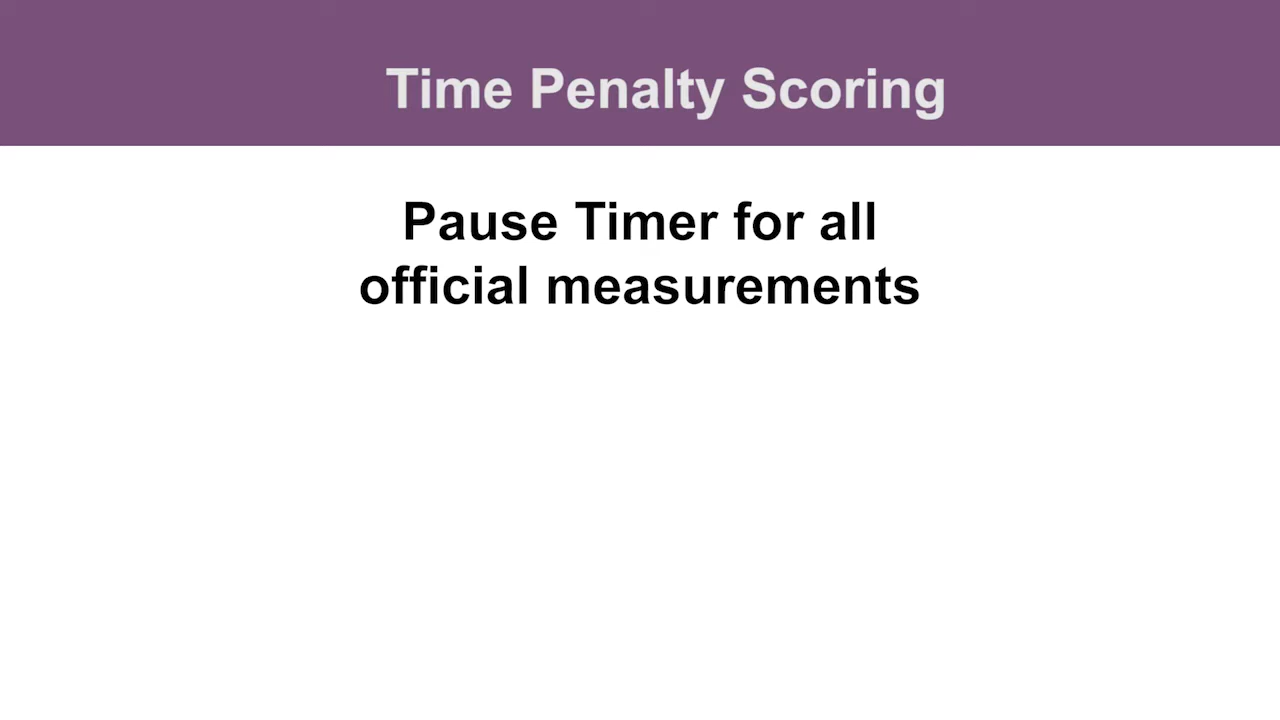 Time Penalty Scoring
Pause Timer for all
official measurements